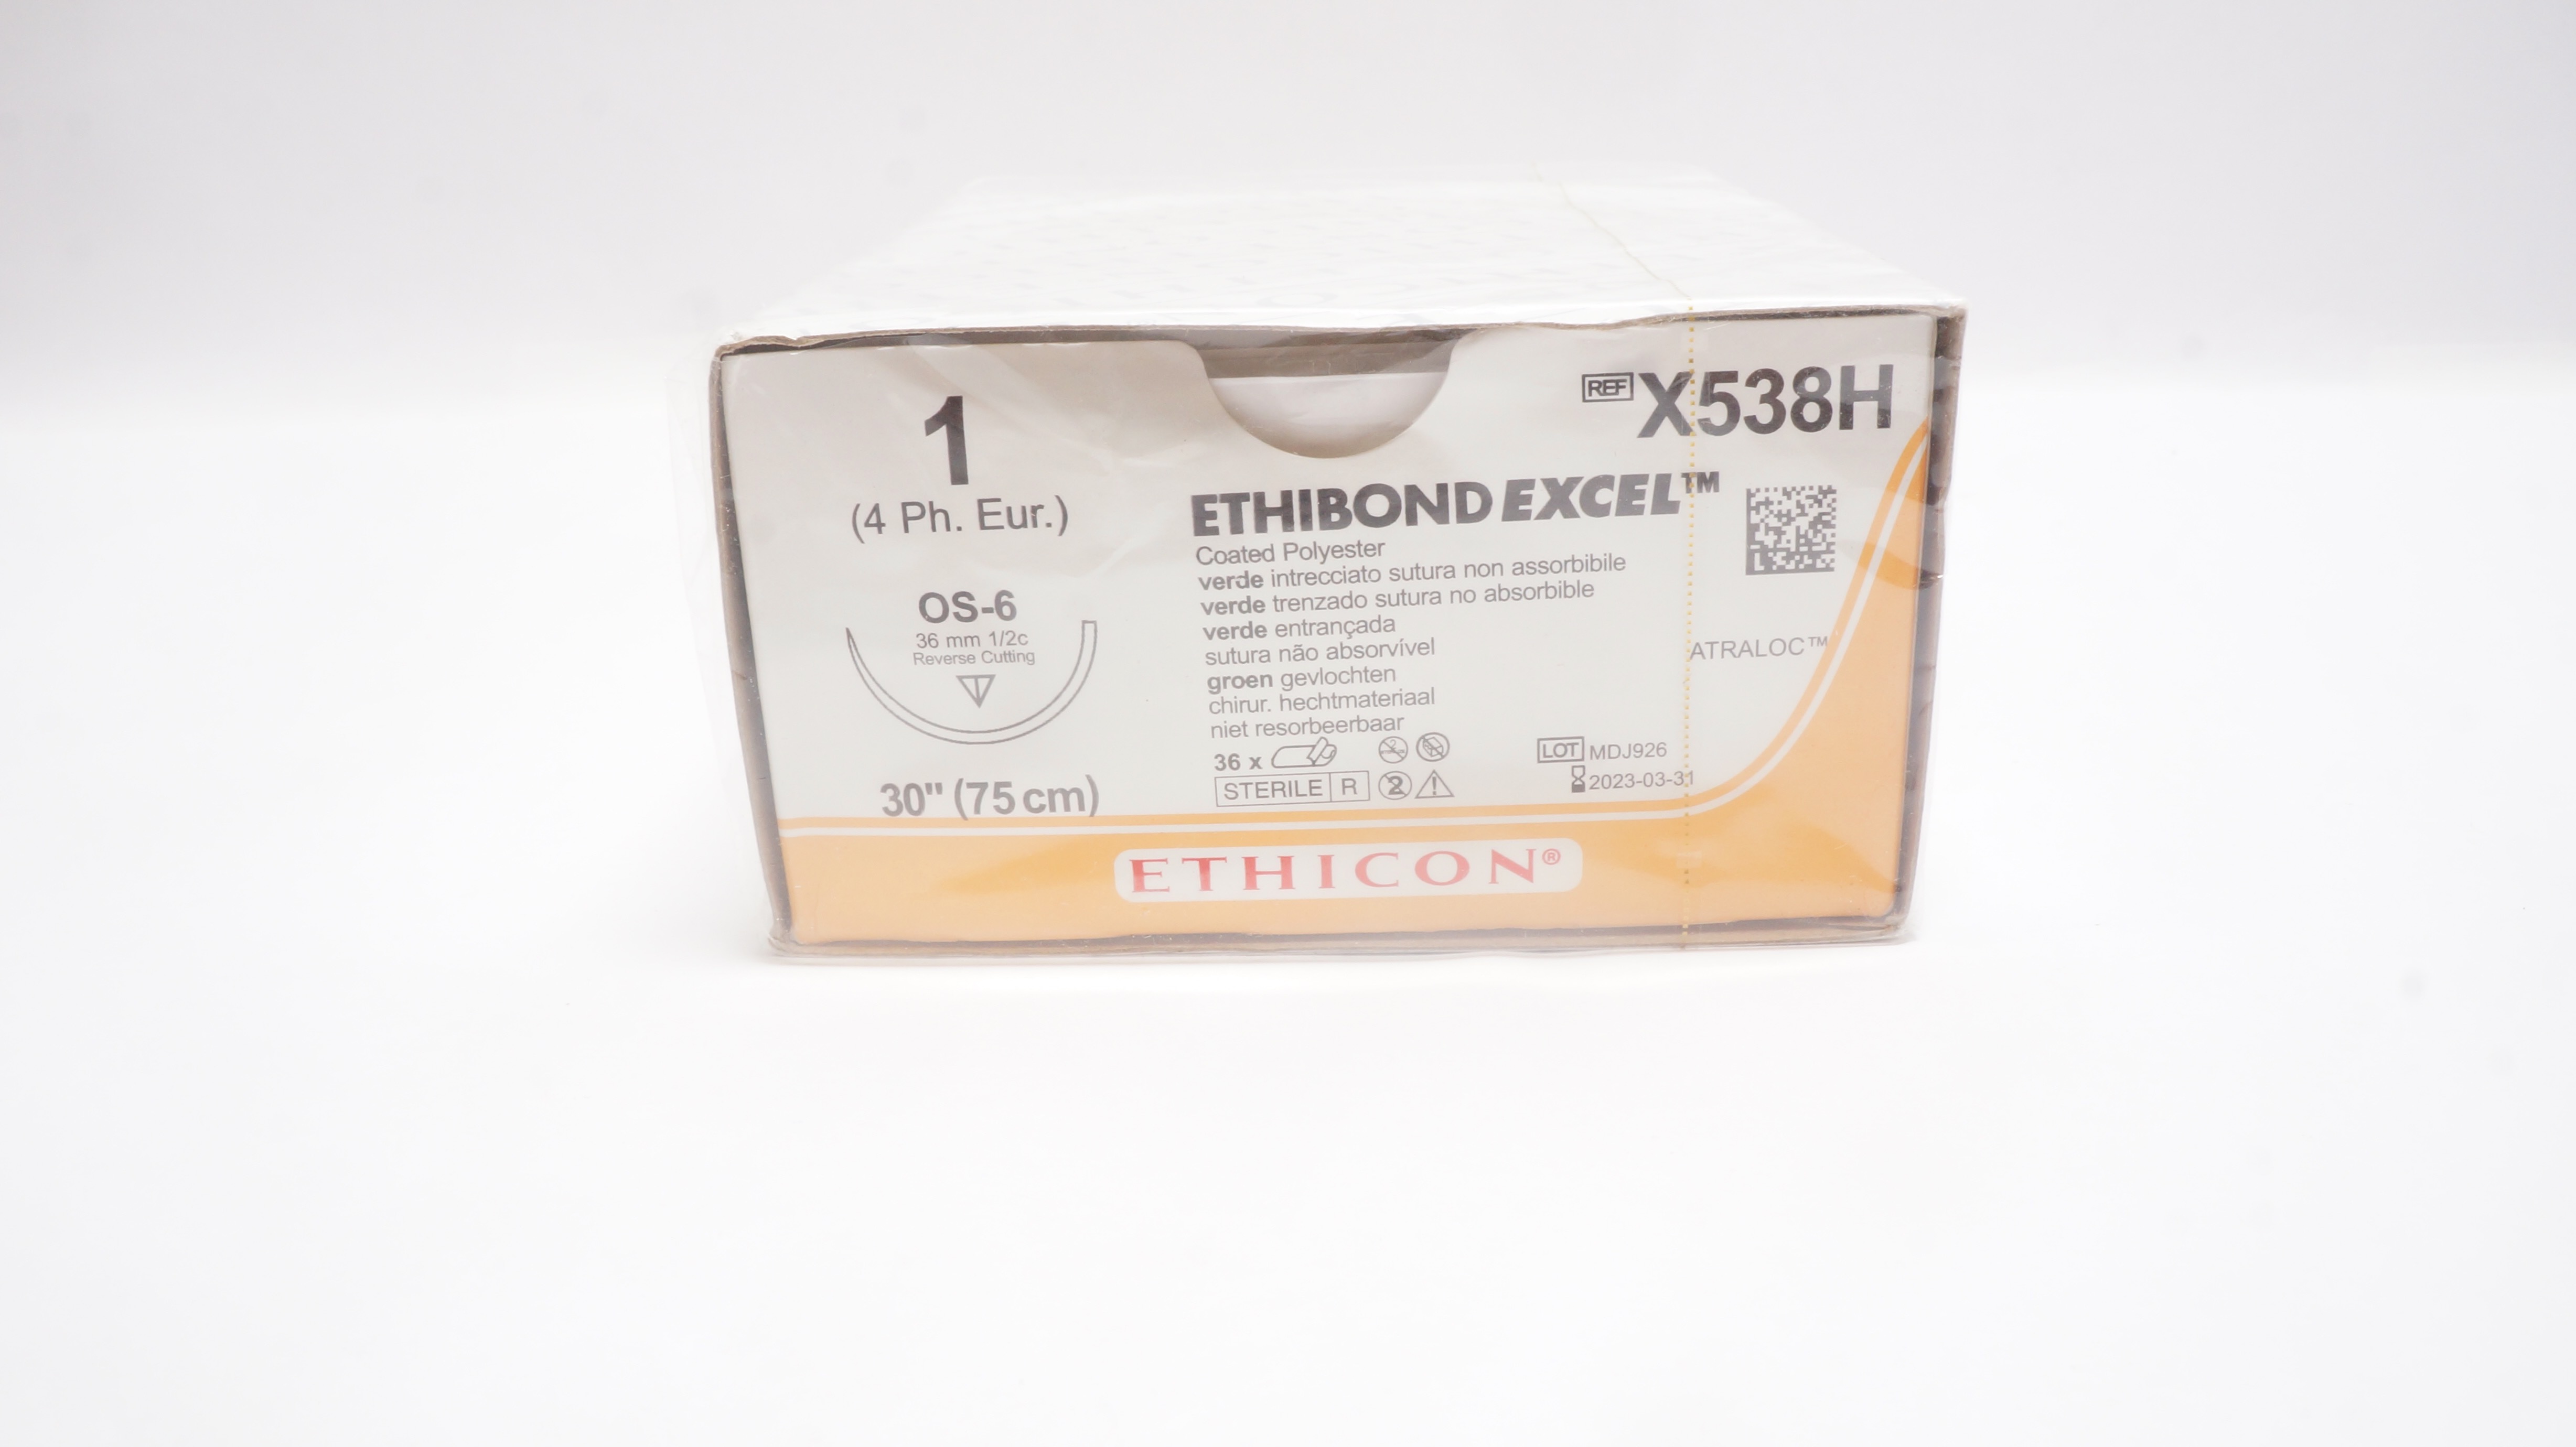 1
(4 Ph. Eur.)
OS-6
36 mm 1/2c
Reverse Cutting
30" (75 cm)
REF X538H
ETHIBOND EXCEL™
Coated Polyester
verde intrecciato sutura non assorbibile
verde trenzado sutura no absorbible
verde entrançada
sutura não absorvível
groen gevlochten
chirur. hechtmateriaal
niet resorbeerbaar
36 x
STERILE R
2
ATRALOC™
LOT MDJ926
2023-03-31
ETHICON®